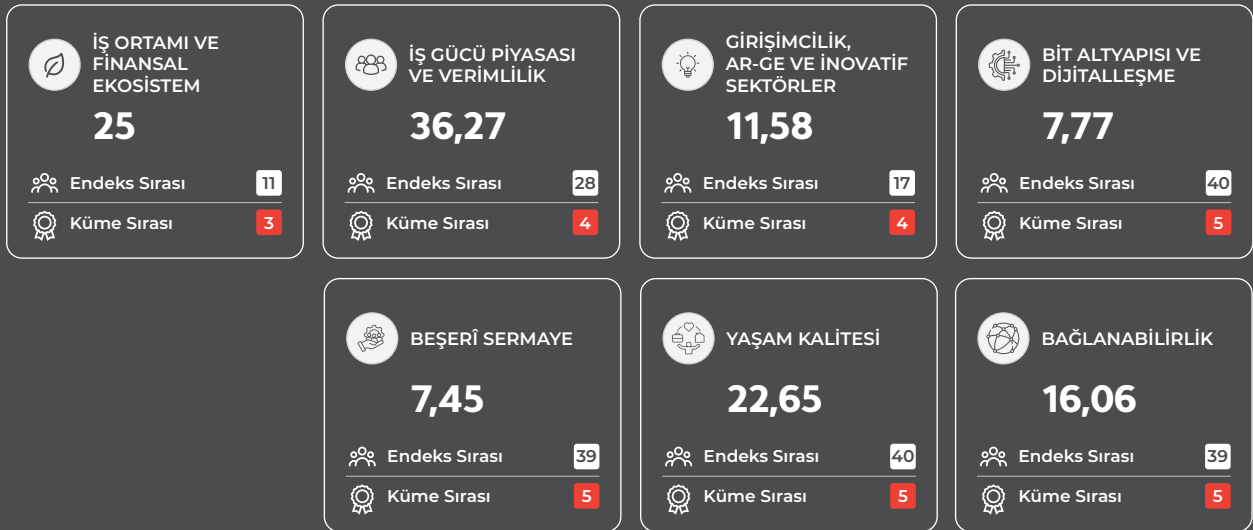 İŞ ORTAMI VE
FİNANSAL
EKOSİSTEM
25
Endeks Sırası 11
Küme Sırası 3
İŞ GÜCÜ PİYASASI
VE VERİMLİLİK
36,27
Endeks Sırası 28
Küme Sırası 4
GİRİŞİMCİLİK,
AR-GE VE İNOVATİF
SEKTÖRLER
11,58
Endeks Sırası 17
Küme Sırası 4
BİT ALTYAPISI VE
DİJİTALLEŞME
7,77
Endeks Sırası 40
Küme Sırası 5
BEŞERÎ SERMAYE
7,45
Endeks Sırası 39
Küme Sırası 5
YAŞAM KALİTESİ
22,65
Endeks Sırası 40
Küme Sırası 5
BAĞLANABİLİRLİK
16,06
Endeks Sırası 39
Küme Sırası 5